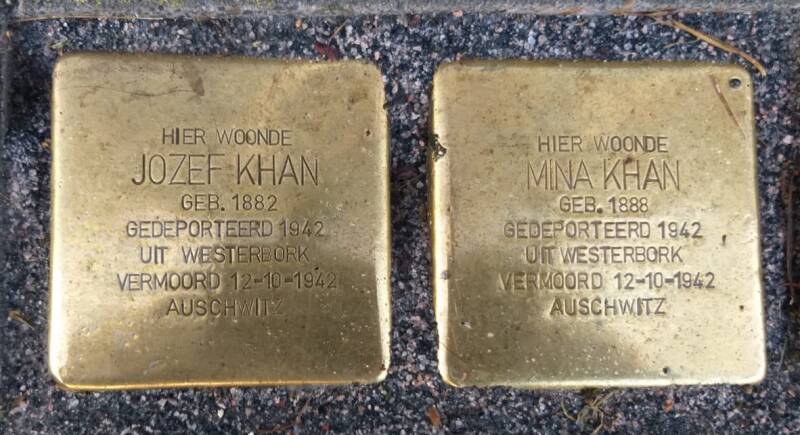 HIER WOONDE
JOZEF KHAN
GEB. 1882
GEDEPORTEERD 1942
UIT WESTERBORK
VERMOORD 12-10-1942
AUSCHWITZ
HIER WOONDE
MINA KHAN
GEB. 1888
GEDEPORTEERD 1942
UIT WESTERBORK
VERMOORD 12-10-1942
AUSCHWITZ